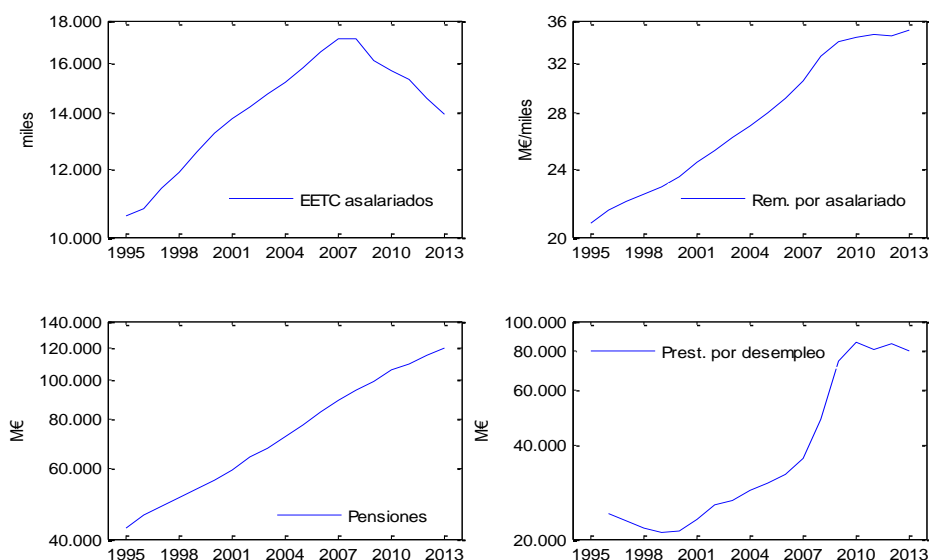 18.000
16.000
14.000
12.000
10.000
miles
EETC asalariados
1995 1998 2001 2004 2007 2010 2013
36
32
28
24
20
M€/miles
Rem. por asalariado
1995 1998 2001 2004 2007 2010 2013
140.000
120.000
100.000
80.000
60.000
40.000
M€
Pensiones
1995 1998 2001 2004 2007 2010 2013
100.000
80.000
60.000
40.000
20.000
M€
Prest. por desempleo
1995 1998 2001 2004 2007 2010 2013